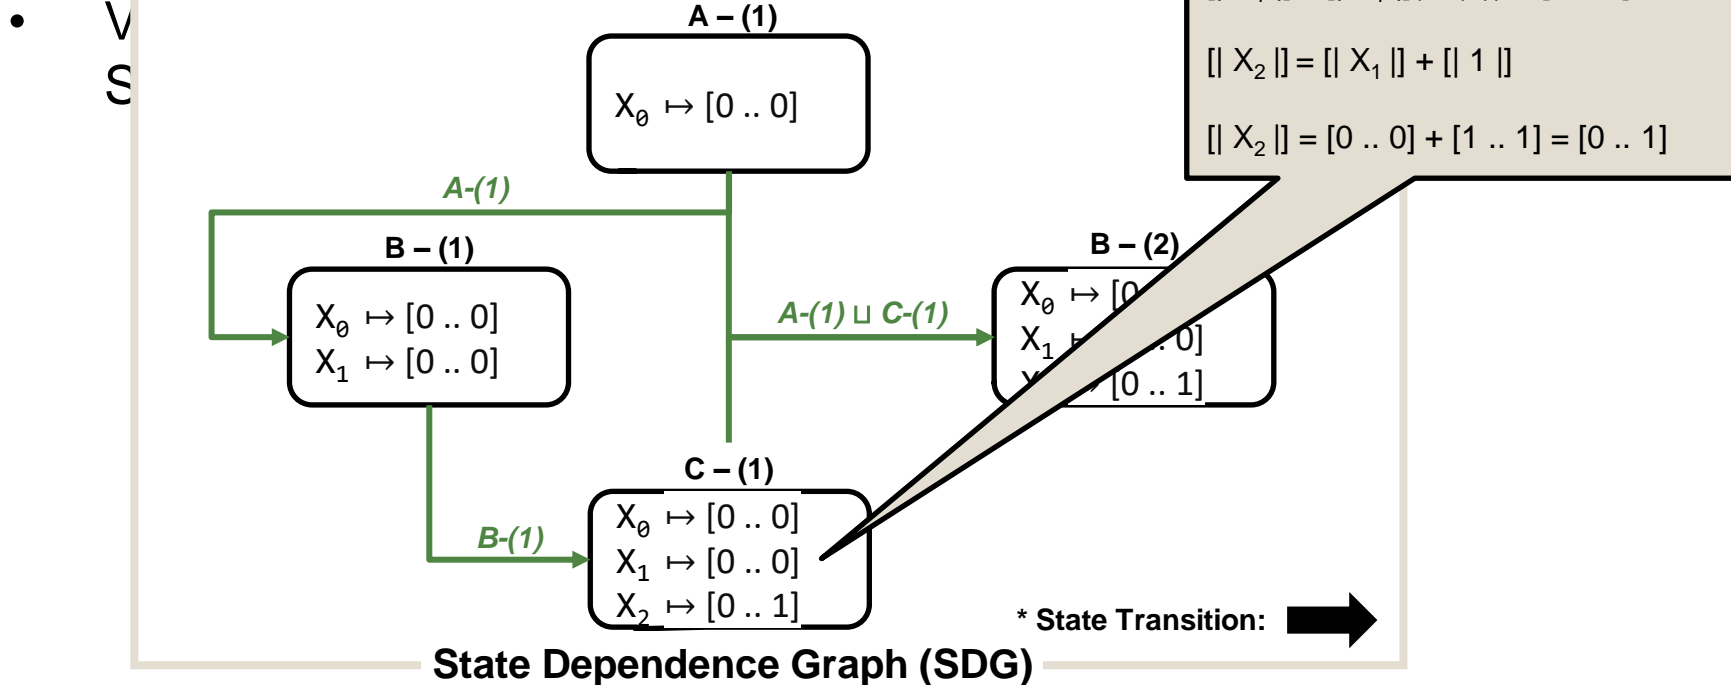 •
A – (1)
X₀ ↦ [0 .. 0]
[| X₂ |] = [| X₁ |] + [| 1 |]
[| X₂ |] = [0 .. 0] + [1 .. 1] = [0 .. 1]
A-(1)
B – (1)
X₀ ↦ [0 .. 0]
X₁ ↦ [0 .. 0]
A-(1) ⊔ C-(1)
B – (2)
X₀ ↦ [0
X₁ 0]
[0 .. 1]
C – (1)
X₀ ↦ [0 .. 0]
X₁ ↦ [0 .. 0]
X₂ ↦ [0 .. 1]
B-(1)
* State Transition:
State Dependence Graph (SDG)